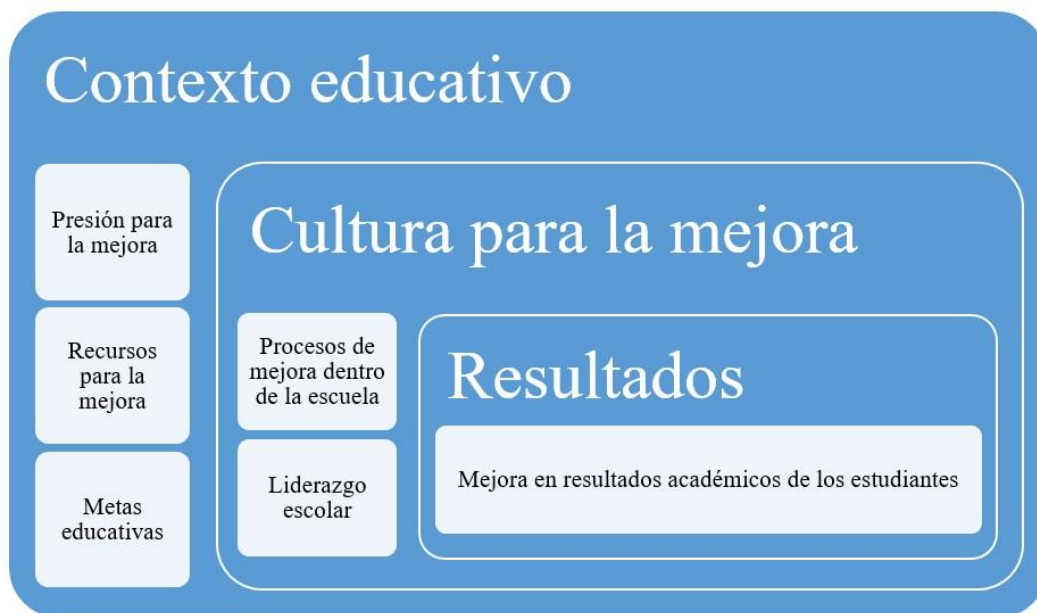 Contexto educativo
Presión para
la mejora
Recursos
para la
mejora
Metas
educativas
Cultura para la mejora
Procesos de
mejora dentro
de la escuela
Liderazgo
escolar
Resultados
Mejora en resultados académicos de los estudiantes